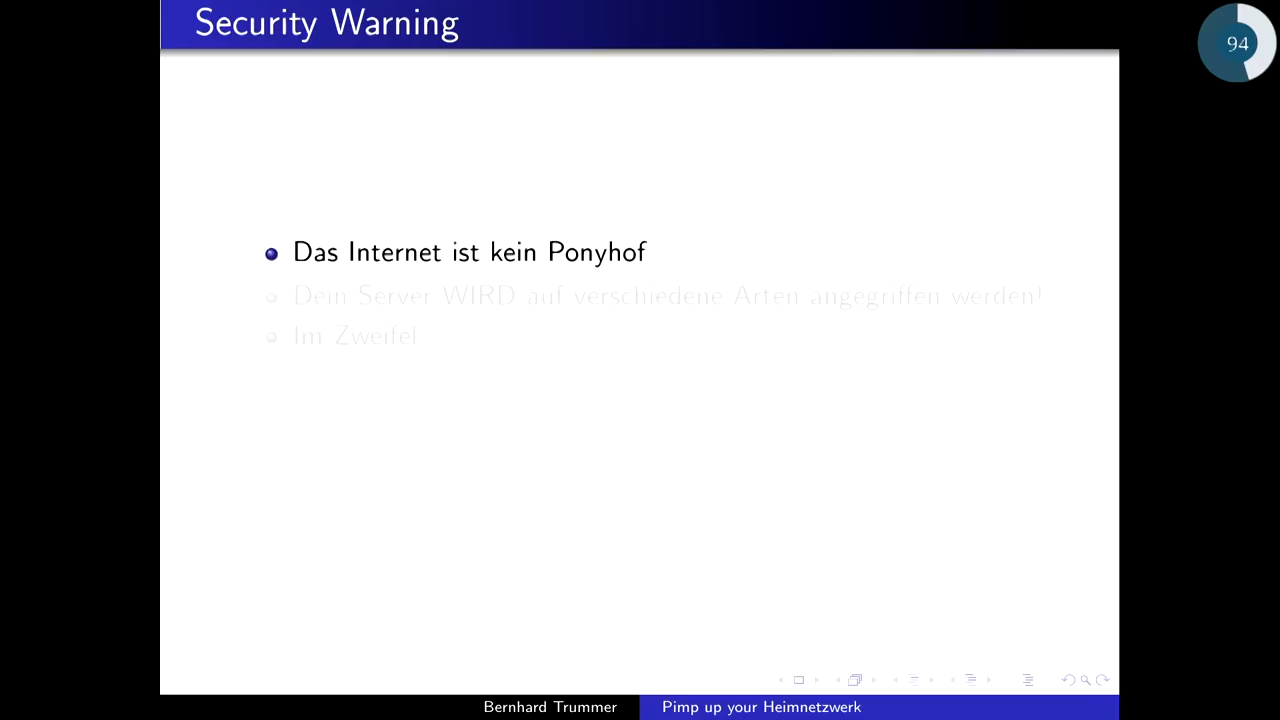 Security Warning
94
Das Internet ist kein Ponyhof
Dein Server WIRD auf verschiedene Arten angegriffen werden!
Im Zweifel
Bernhard Trummer
Pimp up your Heimnetzwerk